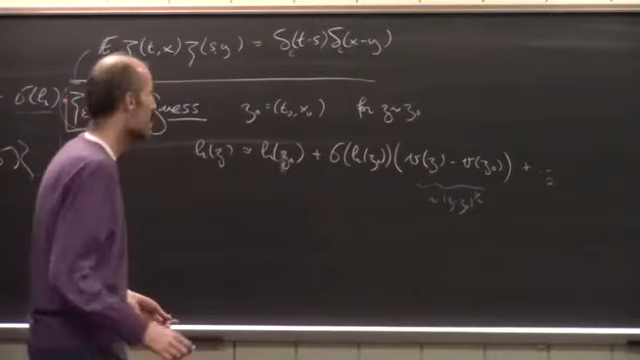 E ζ(t,x) ζ(s,y) = δ(t-s) δ(x-y)
σ(h)
Guess z₀=(t₀,x₀) for z≈z₀
h(z) ≈ h(z₀) + σ(h(z₀))(v(z) - v(z₀)) + ...
~|z-z₀|^½